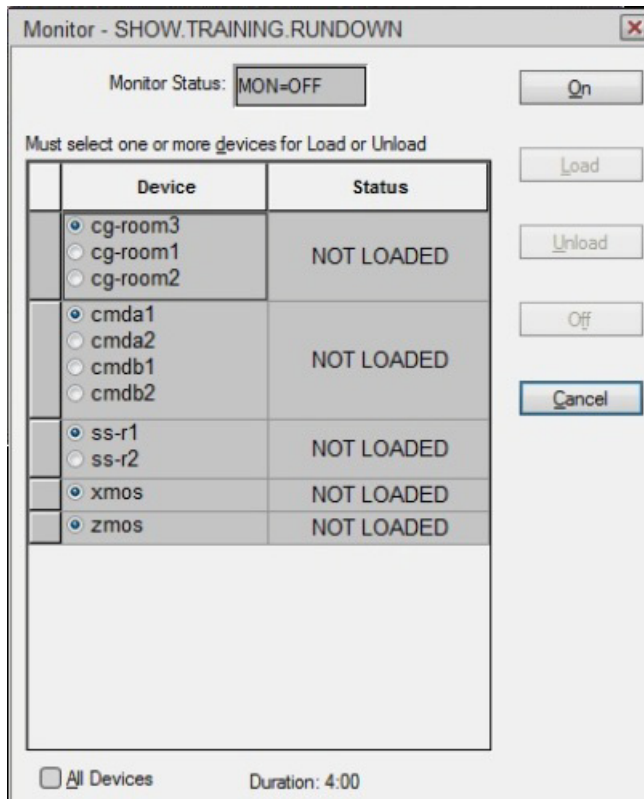 Monitor - SHOW.TRAINING.RUNDOWN
Monitor Status: MON=OFF
On
Must select one or more devices for Load or Unload
Load
Device Status
cg-room3
cg-room1
cg-room2
NOT LOADED
Unload
cmda1
cmda2
cmdb1
cmdb2
NOT LOADED
Off
Cancel
ss-r1
ss-r2
NOT LOADED
xmos NOT LOADED
zmos NOT LOADED
All Devices Duration: 4:00